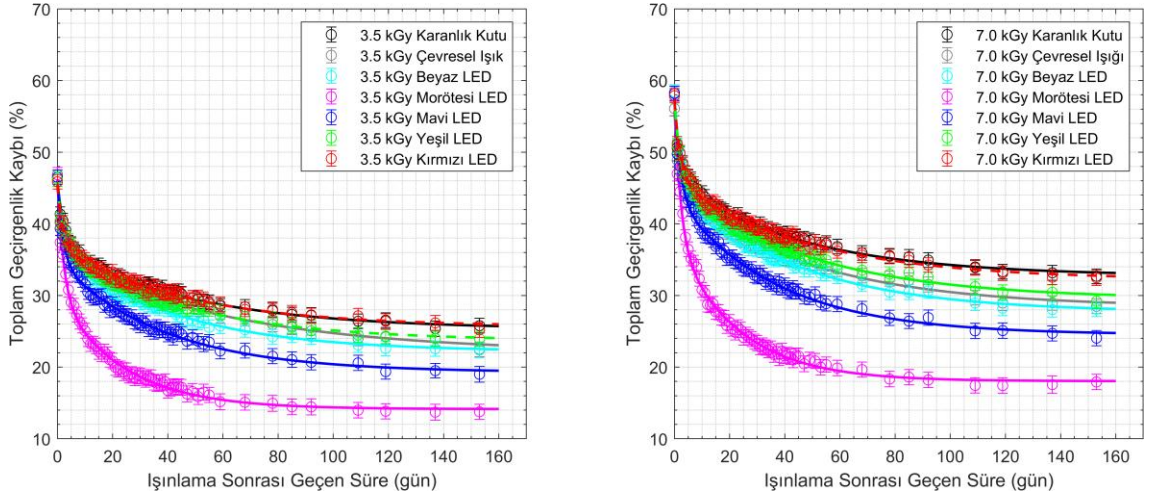 70
60
50
40
30
20
10
0 20 40 60 80 100 120 140 160
Toplam Geçirgenlik Kaybı (%)
Işınlama Sonrası Geçen Süre (gün)
3.5 kGy Karanlık Kutu
3.5 kGy Çevresel Işık
3.5 kGy Beyaz LED
3.5 kGy Morötesi LED
3.5 kGy Mavi LED
3.5 kGy Yeşil LED
3.5 kGy Kırmızı LED
70
60
50
40
30
20
10
0 20 40 60 80 100 120 140 160
Toplam Geçirgenlik Kaybı (%)
Işınlama Sonrası Geçen Süre (gün)
7.0 kGy Karanlık Kutu
7.0 kGy Çevresel Işığı
7.0 kGy Beyaz LED
7.0 kGy Morötesi LED
7.0 kGy Mavi LED
7.0 kGy Yeşil LED
7.0 kGy Kırmızı LED